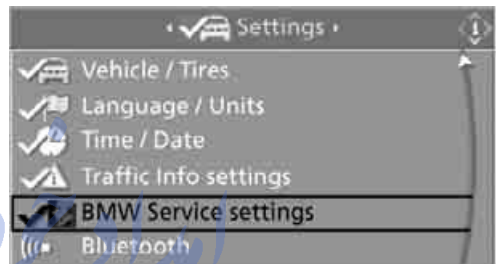 Settings
Vehicle / Tires
Language / Units
Time / Date
Traffic Info settings
BMW Service settings
Bluetooth